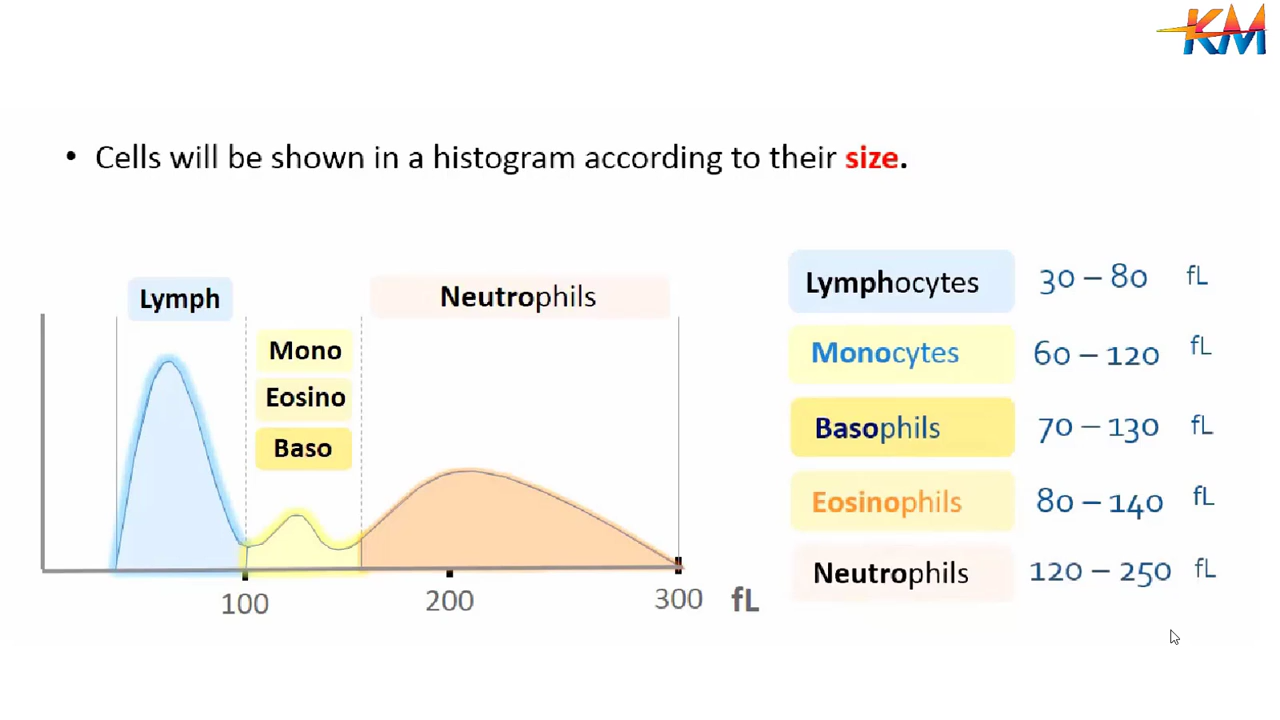 KM
• Cells will be shown in a histogram according to their size.
Lymph
Neutrophils
Mono
Eosino
Baso
100
200
300
fL
Lymphocytes 30 – 80 fL
Monocytes 60 – 120 fL
Basophils 70 – 130 fL
Eosinophils 80 – 140 fL
Neutrophils 120 – 250 fL